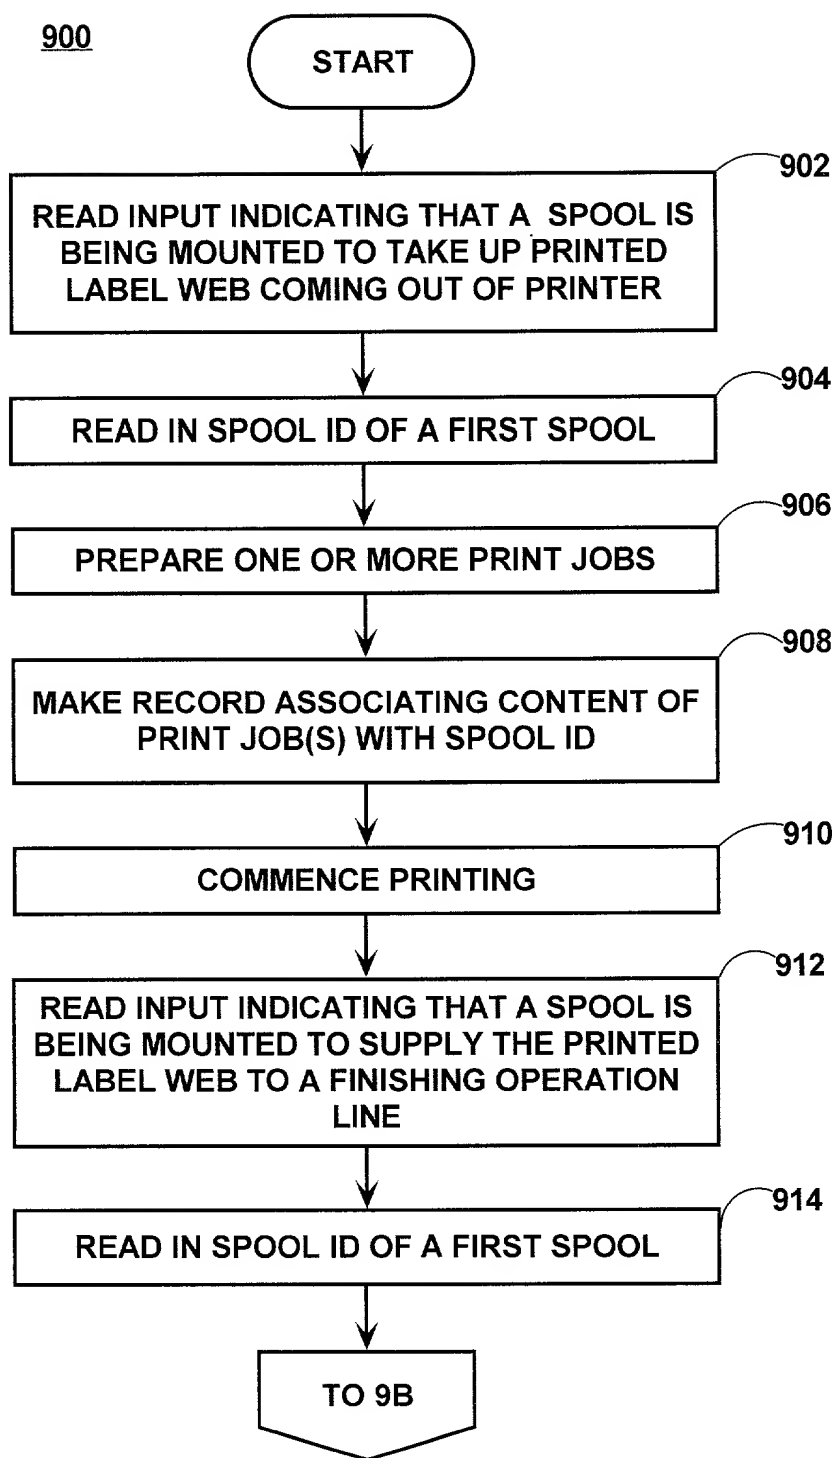 900
START
902
READ INPUT INDICATING THAT A SPOOL IS
BEING MOUNTED TO TAKE UP PRINTED
LABEL WEB COMING OUT OF PRINTER
904
READ IN SPOOL ID OF A FIRST SPOOL
906
PREPARE ONE OR MORE PRINT JOBS
908
MAKE RECORD ASSOCIATING CONTENT OF
PRINT JOB(S) WITH SPOOL ID
910
COMMENCE PRINTING
912
READ INPUT INDICATING THAT A SPOOL IS
BEING MOUNTED TO SUPPLY THE PRINTED
LABEL WEB TO A FINISHING OPERATION
LINE
914
READ IN SPOOL ID OF A FIRST SPOOL
TO 9B